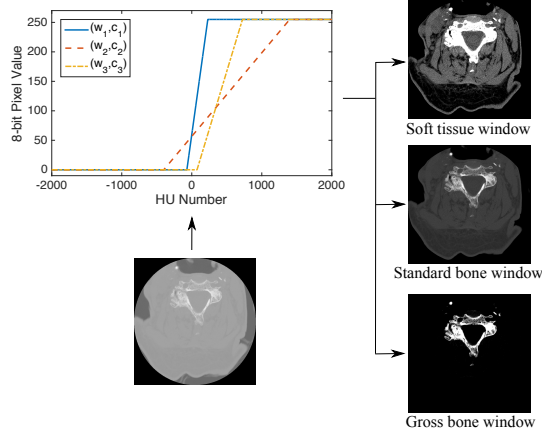 8-bit Pixel Value
250
200
150
100
50
0
(w1,c1)
(w2,c2)
(w3,c3)
-2000 -1000 0 1000 2000
HU Number
Soft tissue window
Standard bone window
Gross bone window